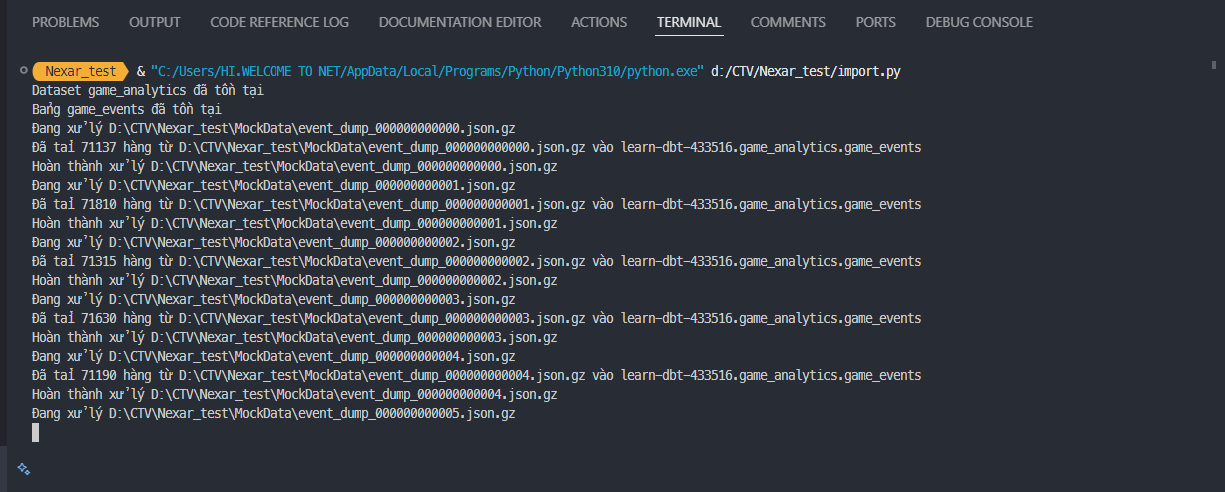 PROBLEMS OUTPUT CODE REFERENCE LOG DOCUMENTATION EDITOR ACTIONS TERMINAL COMMENTS PORTS DEBUG CONSOLE
Nexar_test & "C:/Users/HI.WELCOME TO NET/AppData/Local/Programs/Python/Python310/python.exe" d:/CTV/Nexar_test/import.py
Dataset game_analytics đã tồn tại
Bảng game_events đã tồn tại
Đang xử lý D:\CTV\Nexar_test\MockData\event_dump_000000000000.json.gz
Đã tải 71137 hàng từ D:\CTV\Nexar_test\MockData\event_dump_000000000000.json.gz vào learn-dbt-433516.game_analytics.game_events
Hoàn thành xử lý D:\CTV\Nexar_test\MockData\event_dump_000000000000.json.gz
Đang xử lý D:\CTV\Nexar_test\MockData\event_dump_000000000001.json.gz
Đã tải 71810 hàng từ D:\CTV\Nexar_test\MockData\event_dump_000000000001.json.gz vào learn-dbt-433516.game_analytics.game_events
Hoàn thành xử lý D:\CTV\Nexar_test\MockData\event_dump_000000000001.json.gz
Đang xử lý D:\CTV\Nexar_test\MockData\event_dump_000000000002.json.gz
Đã tải 71315 hàng từ D:\CTV\Nexar_test\MockData\event_dump_000000000002.json.gz vào learn-dbt-433516.game_analytics.game_events
Hoàn thành xử lý D:\CTV\Nexar_test\MockData\event_dump_000000000002.json.gz
Đang xử lý D:\CTV\Nexar_test\MockData\event_dump_000000000003.json.gz
Đã tải 71630 hàng từ D:\CTV\Nexar_test\MockData\event_dump_000000000003.json.gz vào learn-dbt-433516.game_analytics.game_events
Hoàn thành xử lý D:\CTV\Nexar_test\MockData\event_dump_000000000003.json.gz
Đang xử lý D:\CTV\Nexar_test\MockData\event_dump_000000000004.json.gz
Đã tải 71190 hàng từ D:\CTV\Nexar_test\MockData\event_dump_000000000004.json.gz vào learn-dbt-433516.game_analytics.game_events
Hoàn thành xử lý D:\CTV\Nexar_test\MockData\event_dump_000000000004.json.gz
Đang xử lý D:\CTV\Nexar_test\MockData\event_dump_000000000005.json.gz